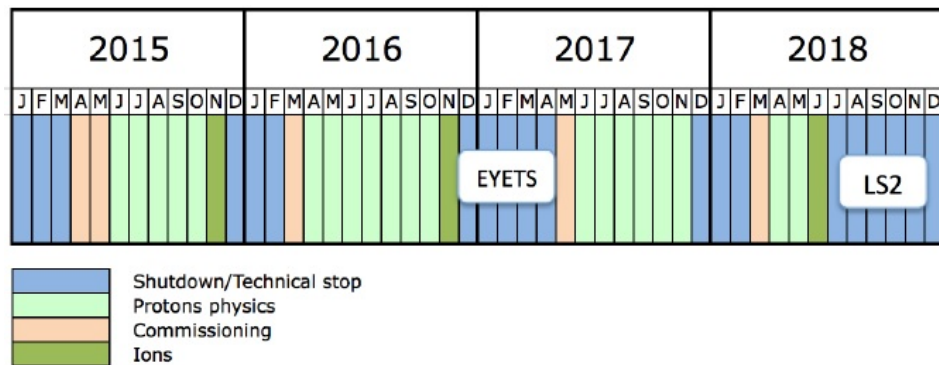 2015 2016 2017 2018
J F M A M J J A S O N D J F M A M J J A S O N D J F M A M J J A S O N D J F M A M J J A S O N D
EYETS LS2
Shutdown/Technical stop
Protons physics
Commissioning
Ions